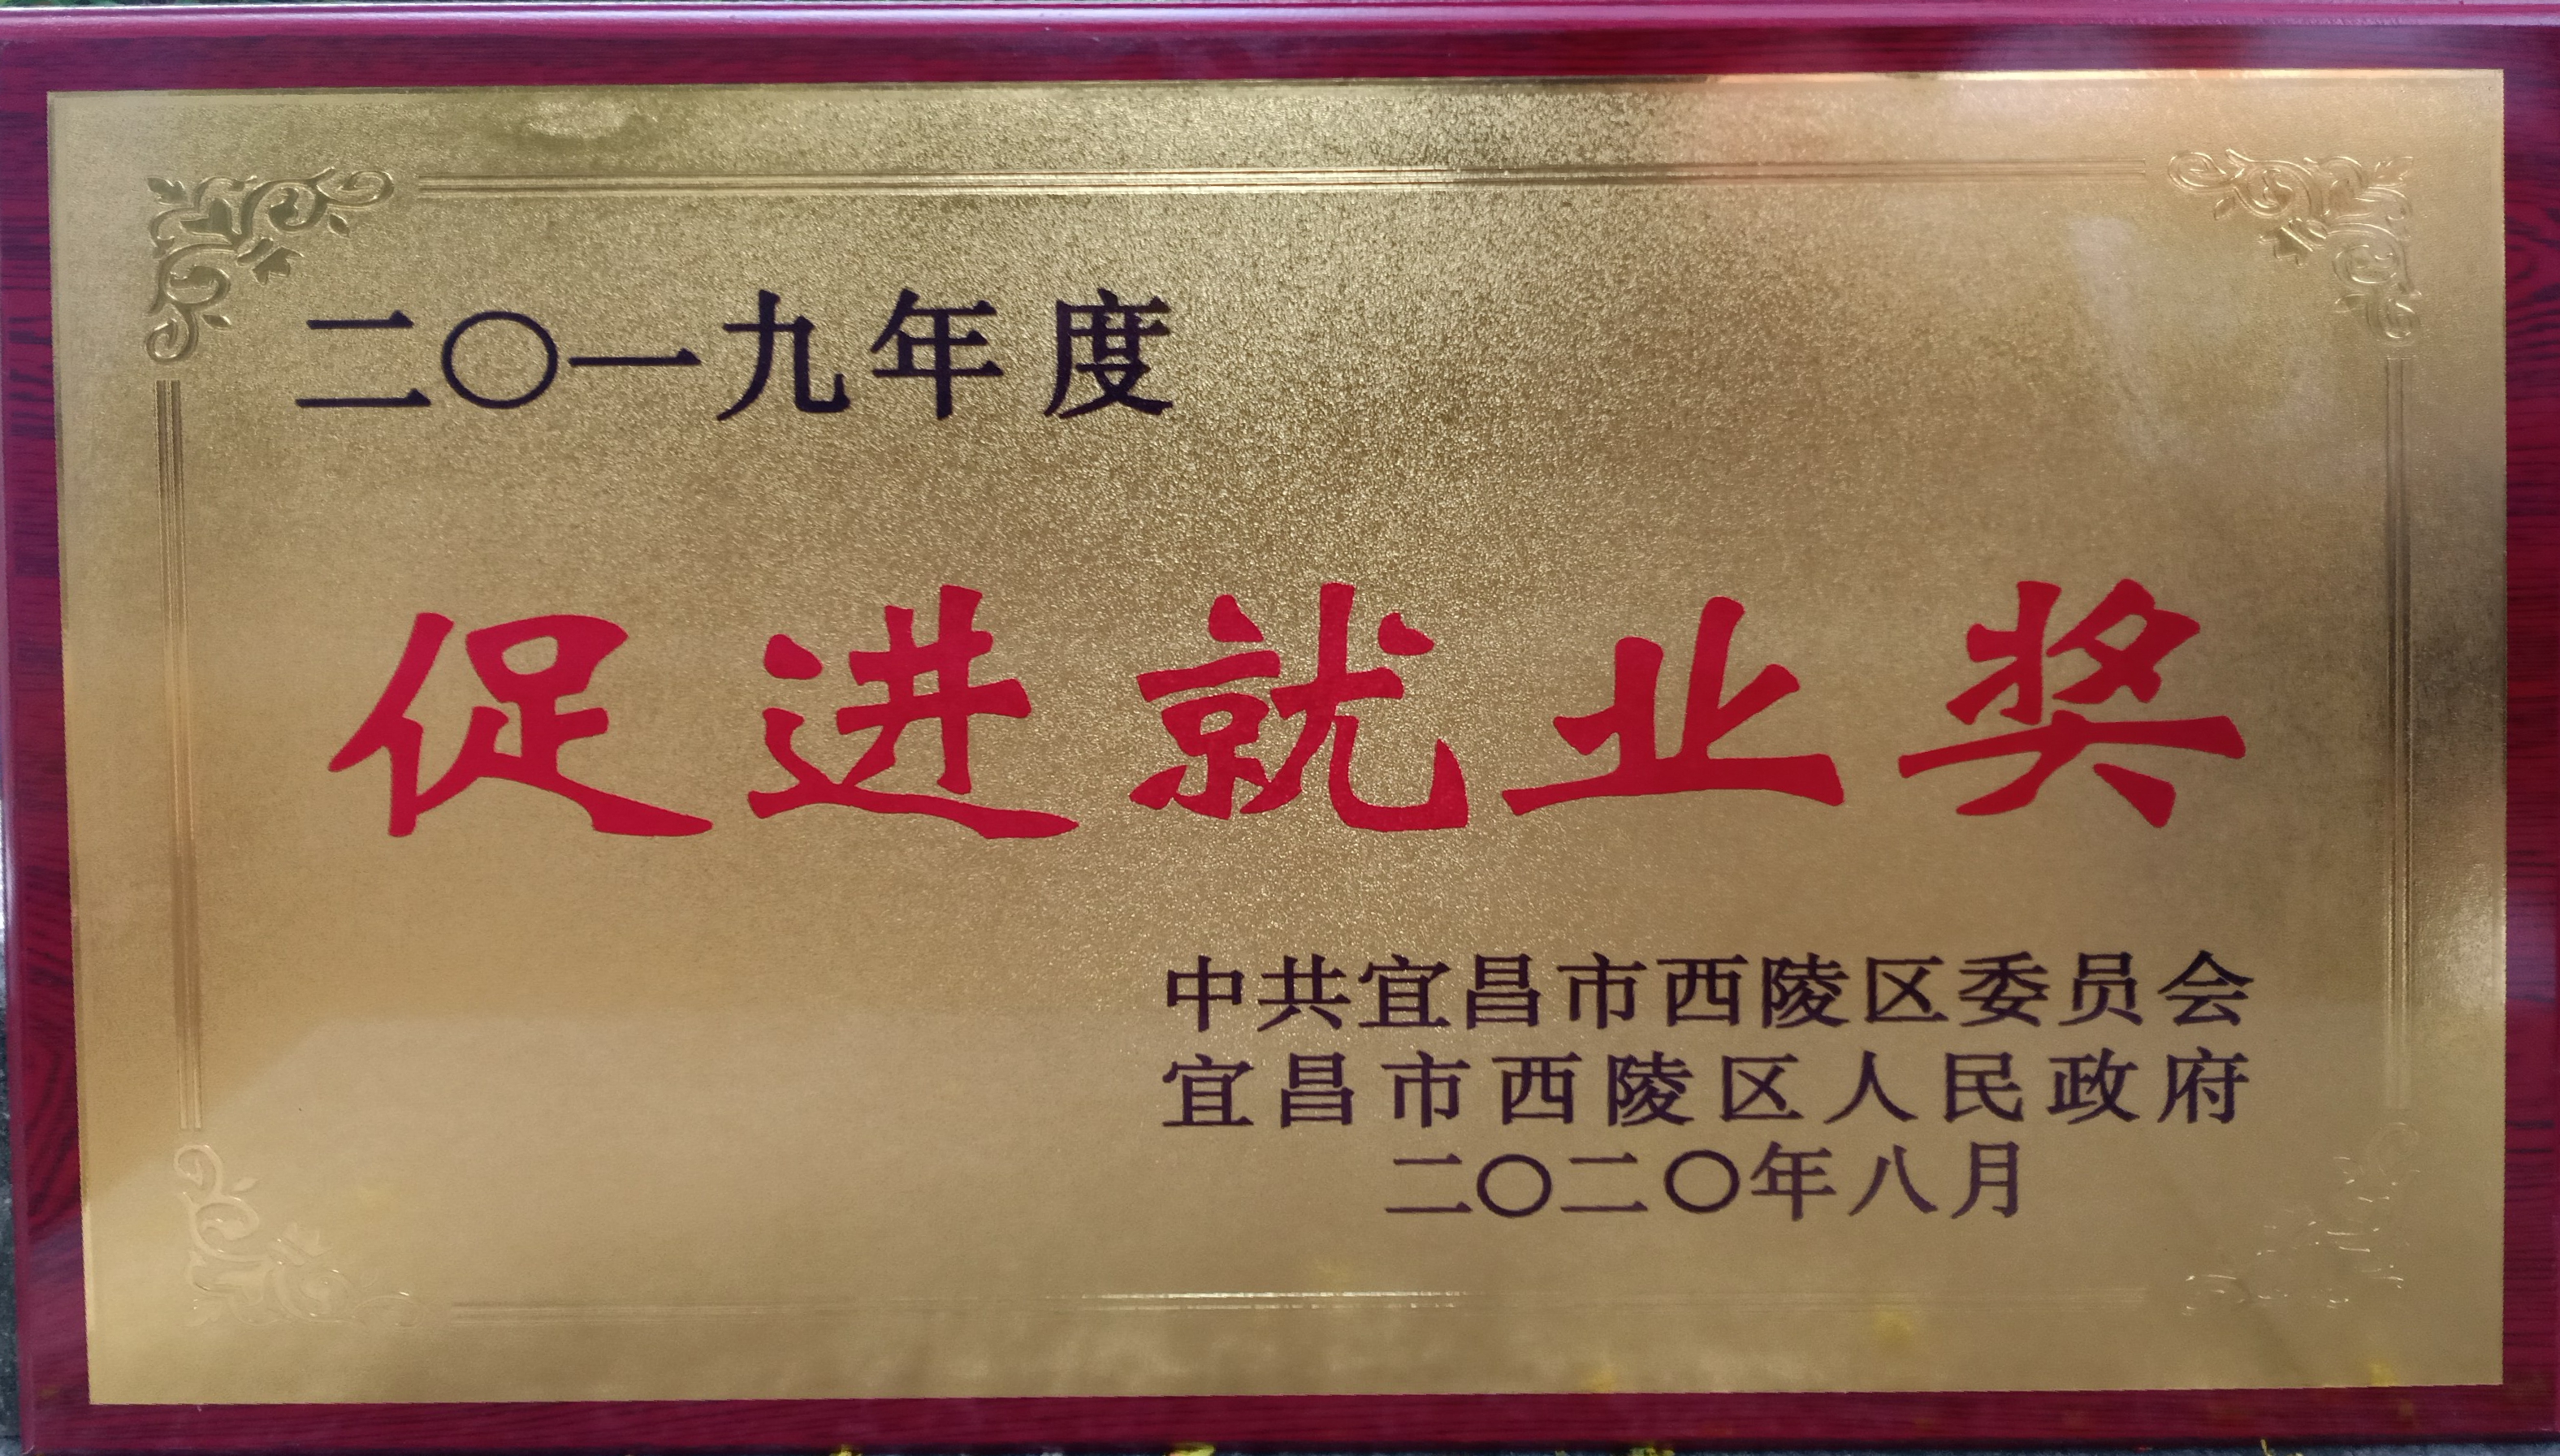 二〇一九年度
促进就业奖
中共宜昌市西陵区委员会
宜昌市西陵区人民政府
二〇二〇年八月